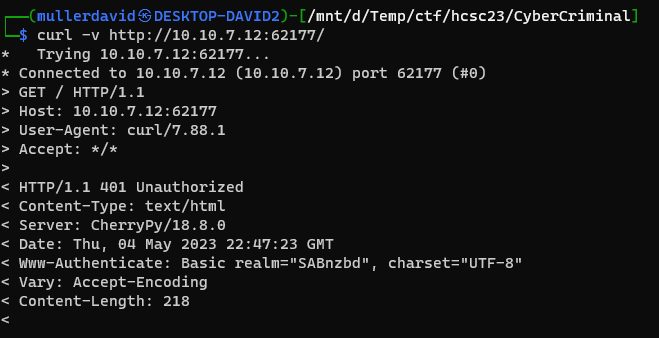 ┌──(mullerdavid㉿DESKTOP-DAVID2)-[/mnt/d/Temp/ctf/hcsc23/CyberCriminal]
└─$ curl -v http://10.10.7.12:62177/
*   Trying 10.10.7.12:62177...
* Connected to 10.10.7.12 (10.10.7.12) port 62177 (#0)
> GET / HTTP/1.1
> Host: 10.10.7.12:62177
> User-Agent: curl/7.88.1
> Accept: */*
>
< HTTP/1.1 401 Unauthorized
< Content-Type: text/html
< Server: CherryPy/18.8.0
< Date: Thu, 04 May 2023 22:47:23 GMT
< Www-Authenticate: Basic realm="SABnzbd", charset="UTF-8"
< Vary: Accept-Encoding
< Content-Length: 218
<